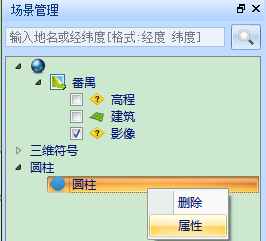 场景管理
输入地名或经纬度[格式:经度 纬度]
番禺
高程
建筑
影像
三维符号
圆柱
圆柱
删除
属性